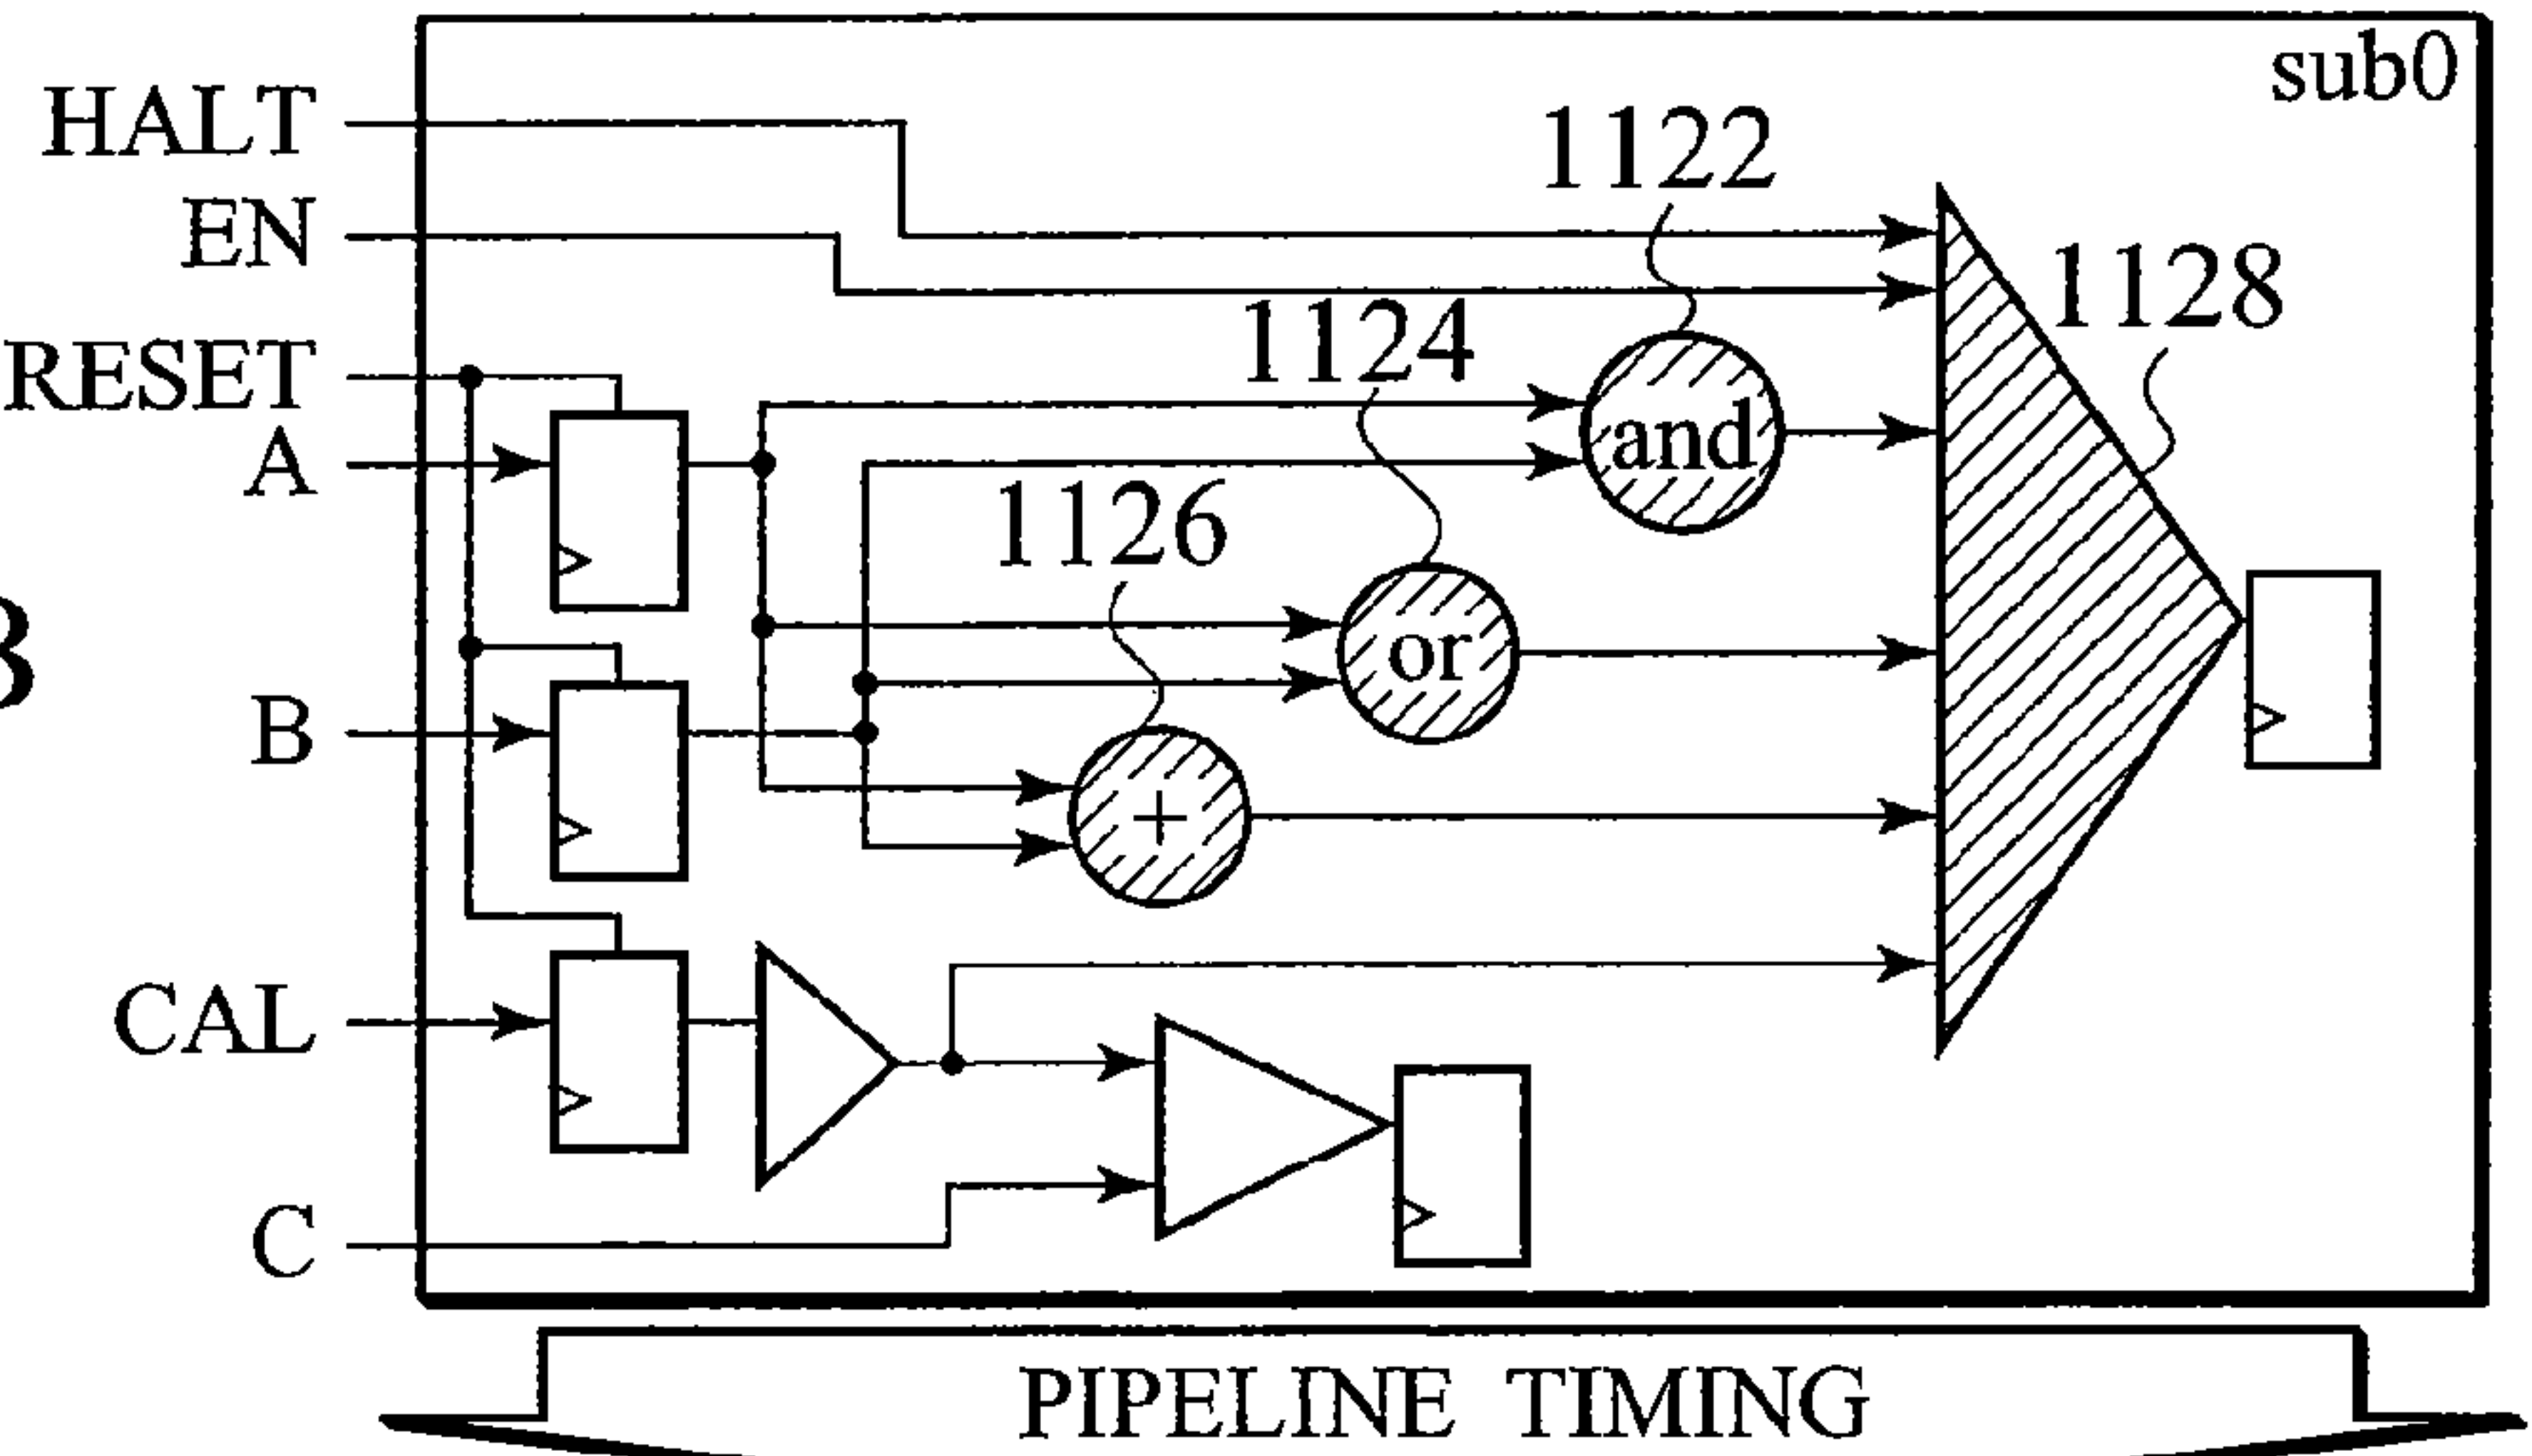 sub0
HALT
EN
1122
1128
1124
RESET
A
and
1126
or
B
+
CAL
C
PIPELINE TIMING